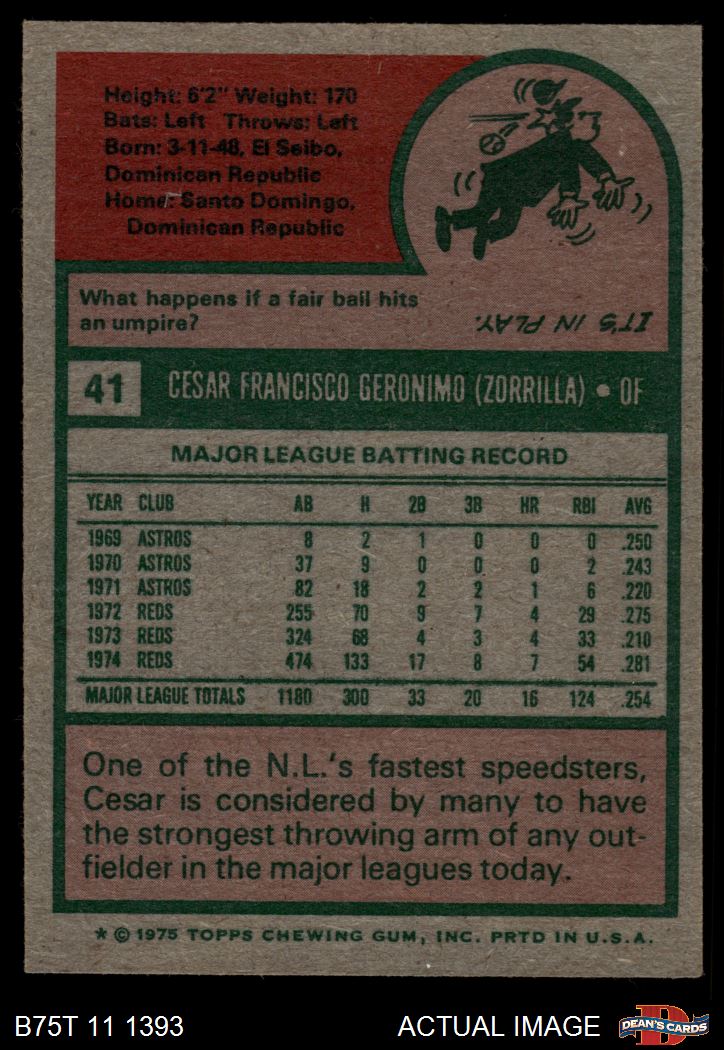 Height: 6'2" Weight: 170
Bats: Left Throws: Left
Born: 3-11-48, El Seibo,
Dominican Republic
Home: Santo Domingo,
Dominican Republic
What happens if a fair ball hits
an umpire?
IT'S IN PLAY.
41 CESAR FRANCISCO GERONIMO (ZORRILLA) • OF
MAJOR LEAGUE BATTING RECORD
YEAR CLUB AB H 2B 3B HR RBI AVG
1969 ASTROS 8 2 1 0 0 0 .250
1970 ASTROS 37 9 0 0 0 2 .243
1971 ASTROS 82 18 2 2 1 6 .220
1972 REDS 255 70 9 7 4 29 .275
1973 REDS 324 68 4 3 4 33 .210
1974 REDS 474 133 17 8 7 54 .281
MAJOR LEAGUE TOTALS 1180 300 33 20 16 124 .254
One of the N.L.'s fastest speedsters,
Cesar is considered by many to have
the strongest throwing arm of any out-
fielder in the major leagues today.
* © 1975 TOPPS CHEWING GUM, INC. PRTD IN U.S.A.
B75T 11 1393 ACTUAL IMAGE D DEAN'S CARDS